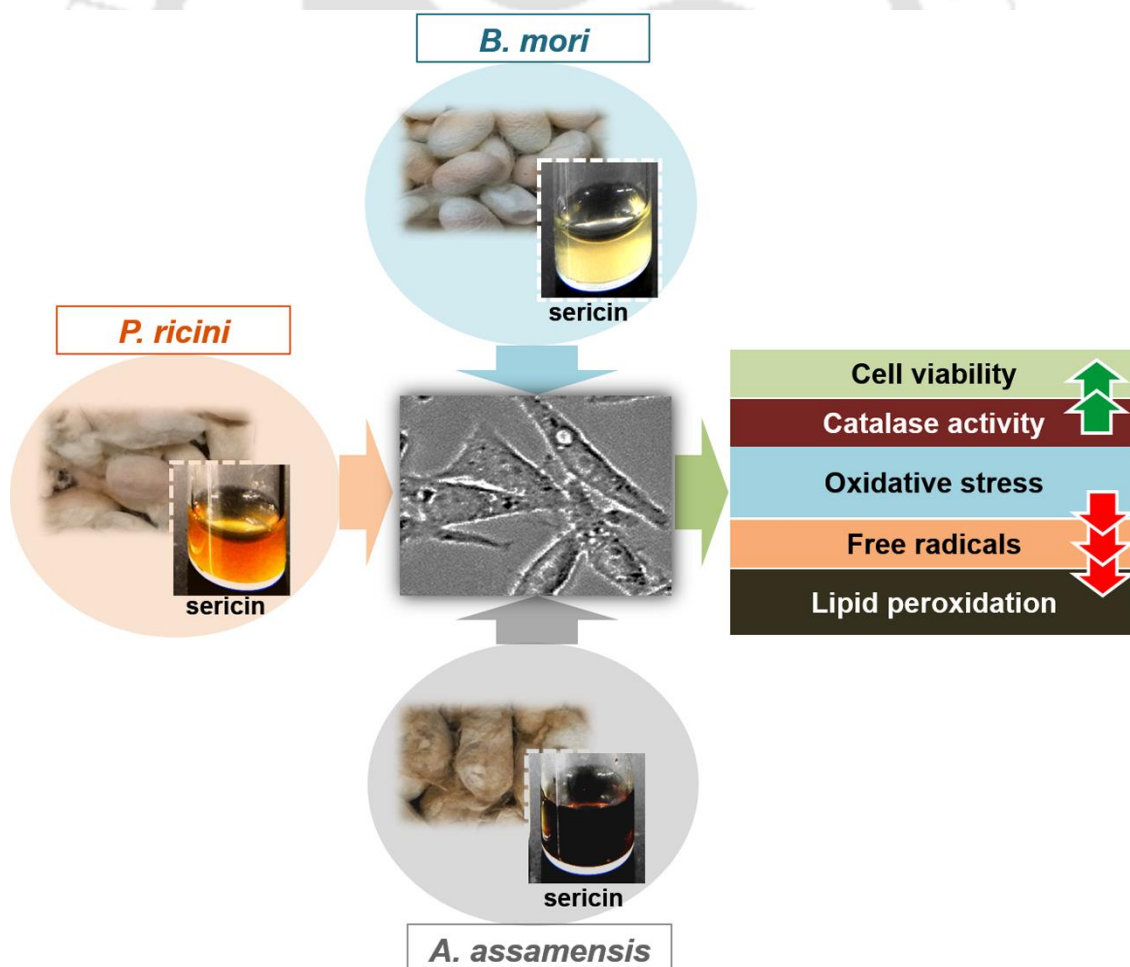 B. mori
sericin
P. ricini
sericin
Cell viability
Catalase activity
Oxidative stress
Free radicals
Lipid peroxidation
sericin
A. assamensis